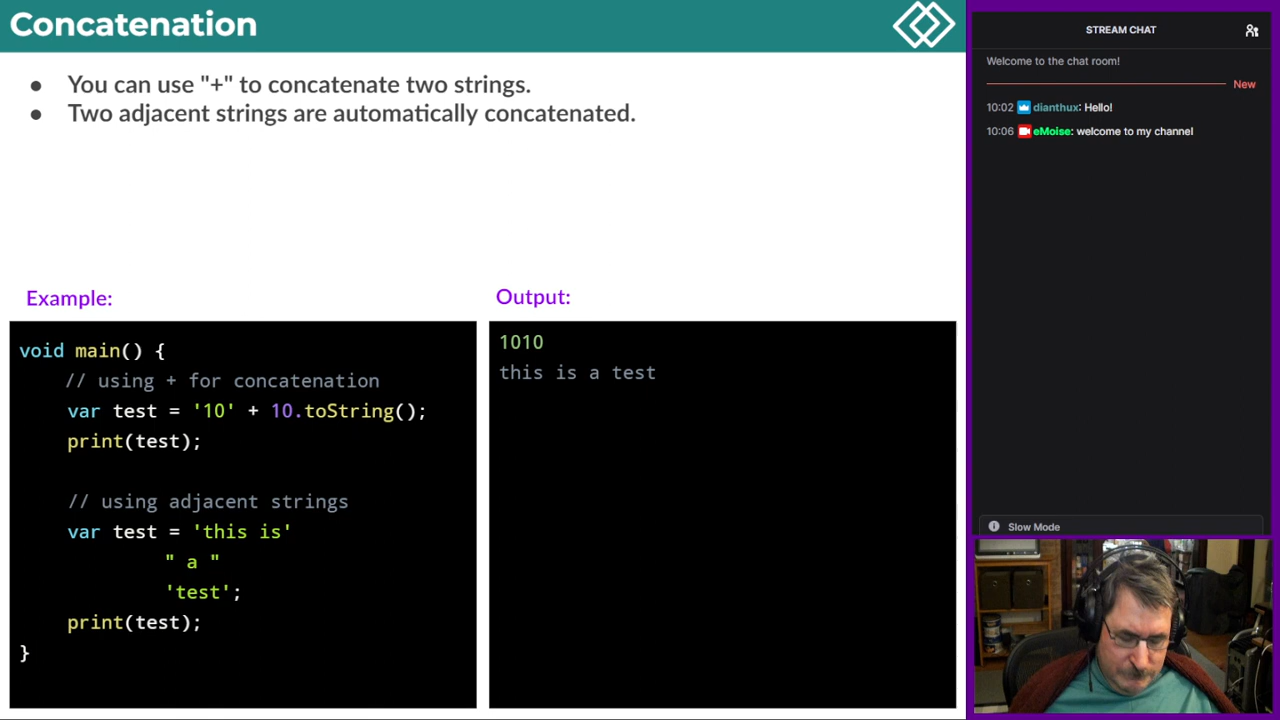 Concatenation
● You can use "+" to concatenate two strings.
● Two adjacent strings are automatically concatenated.
Example:
void main() {
// using + for concatenation
var test = '10' + 10.toString();
print(test);
// using adjacent strings
var test = 'this is'
" a "
'test';
print(test);
}
Output:
1010
this is a test
STREAM CHAT
Welcome to the chat room!
New
10:02 dianthux: Hello!
10:06 eMoise: welcome to my channel
Slow Mode